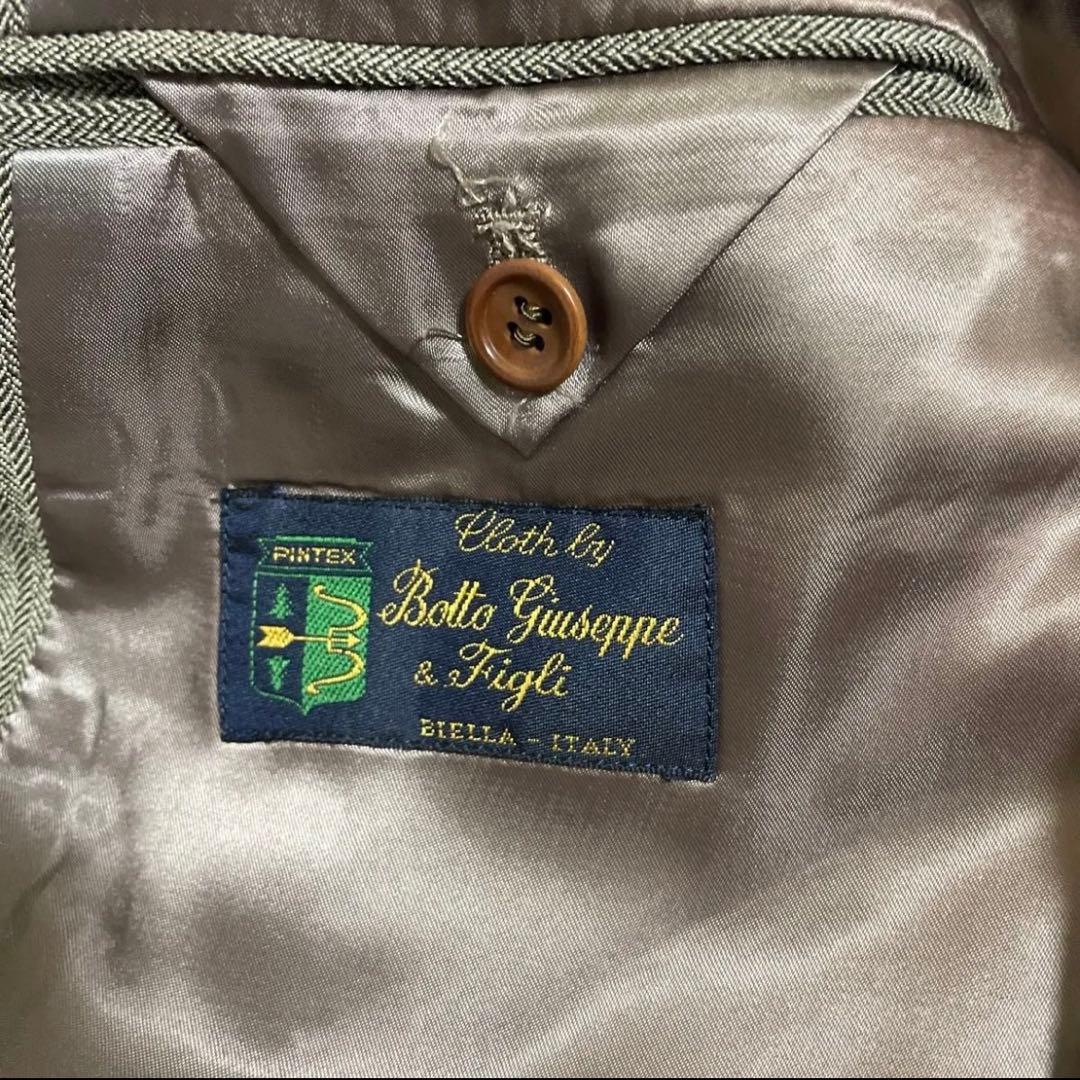 PINTEX
Cloth by
Botto Giuseppe
& Figli
BIELLA - ITALY